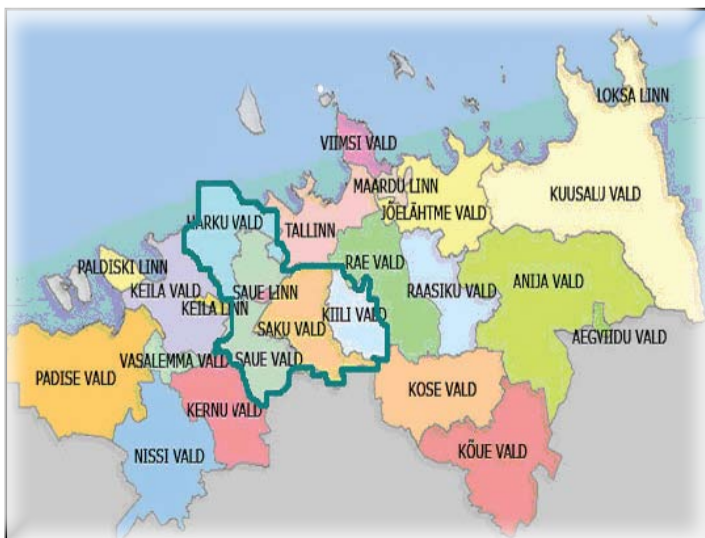 LOKSA LINN
VIIMSI VALD
MAARDU LINN
KUUSALU VALD
JÕELÄHTME VALD
HARKU VALD
TALLINN
RAE VALD
PALDISKI LINN
ANIJA VALD
KEILA VALD
SAUE LINN
RAASIKU VALD
KEILA LINN
KIILI VALD
SAKU VALD
AEGVIIDU VALD
VASALEMMA VALD
SAUE VALD
PADISE VALD
KOSE VALD
KERNU VALD
KÕUE VALD
NISSI VALD